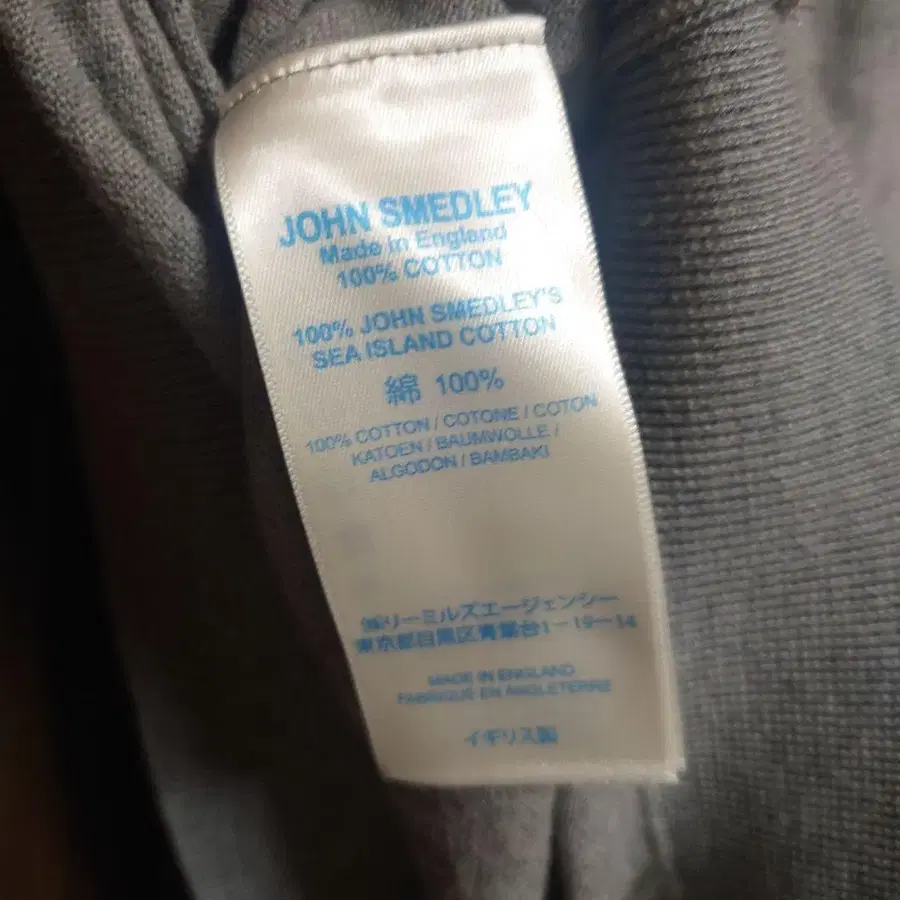 JOHN SMEDLEY
Made in England
100% COTTON
100% JOHN SMEDLEY'S
SEA ISLAND COTTON
綿 100%
100% COTTON / COTONE / COTON
KATOEN / BAUMWOLLE /
ALGODON / BAMBAKI
㈱リーミルズエージェンシー
東京都目黒区青葉台1-19-14
MADE IN ENGLAND
FABRIQUE EN ANGLETERRE
イギリス製